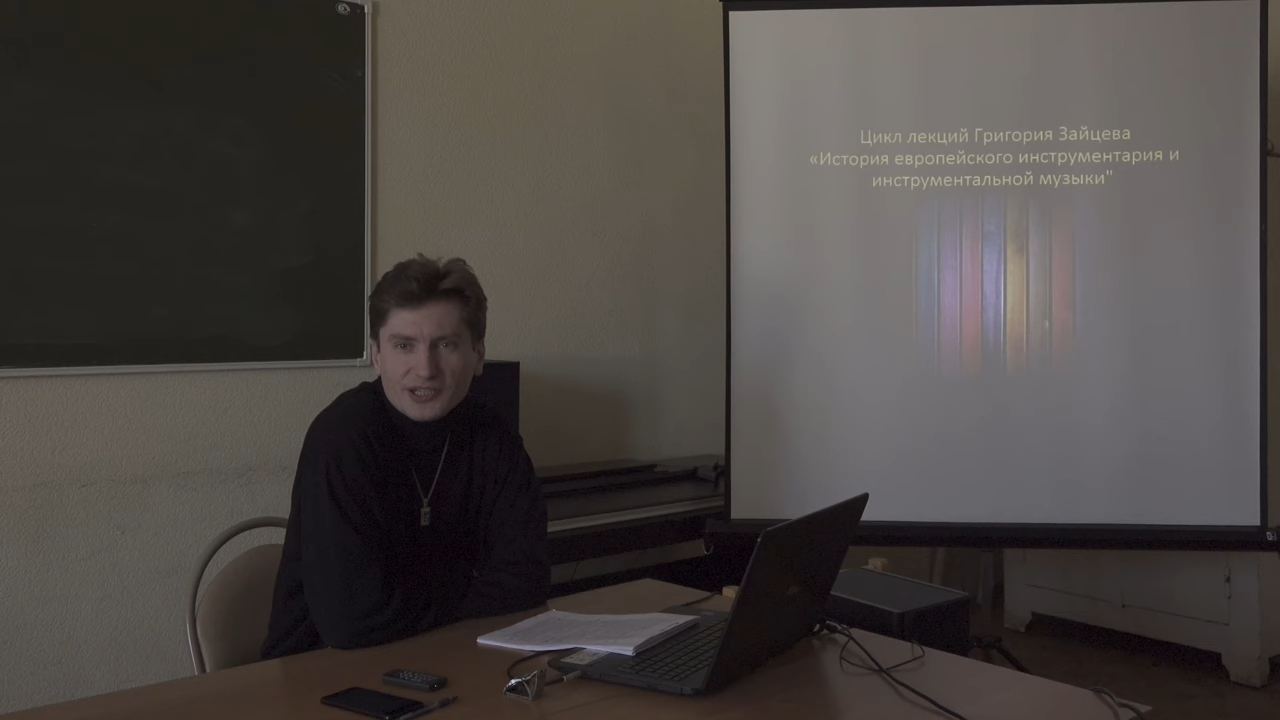 Цикл лекций Григория Зайцева
«История европейского инструментария и
инструментальной музыки"